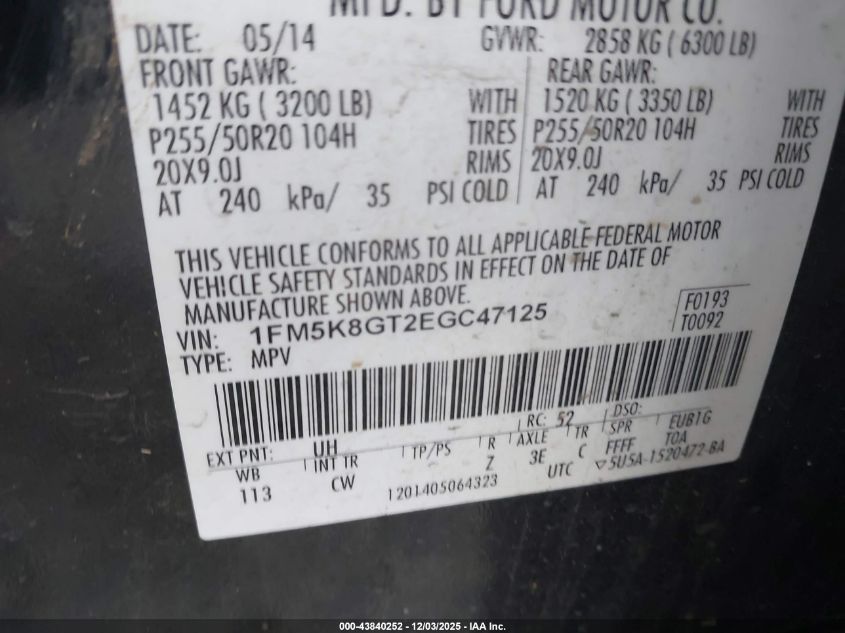 MFD. BY FORD MOTOR CO.
DATE: 05/14 GVWR: 2858 KG ( 6300 LB)
FRONT GAWR: REAR GAWR:
1452 KG ( 3200 LB) WITH 1520 KG ( 3350 LB) WITH
P255/50R20 104H TIRES P255/50R20 104H TIRES
20X9.0J RIMS 20X9.0J RIMS
AT 240 kPa/ 35 PSI COLD AT 240 kPa/ 35 PSI COLD
THIS VEHICLE CONFORMS TO ALL APPLICABLE FEDERAL MOTOR
VEHICLE SAFETY STANDARDS IN EFFECT ON THE DATE OF
MANUFACTURE SHOWN ABOVE.
VIN: 1FM5K8GT2EGC47125 F0193
TYPE: MPV T0092
EXT PNT: UH RC: 52 DSO:
WB INT TR TP/PS R AXLE TR SPR EUB1G
113 CW Z 3E C FFFF T0A
1201405064323 UTC ▽5U5A-1520472-BA
000-43840252 - 12/03/2025 - IAA Inc.